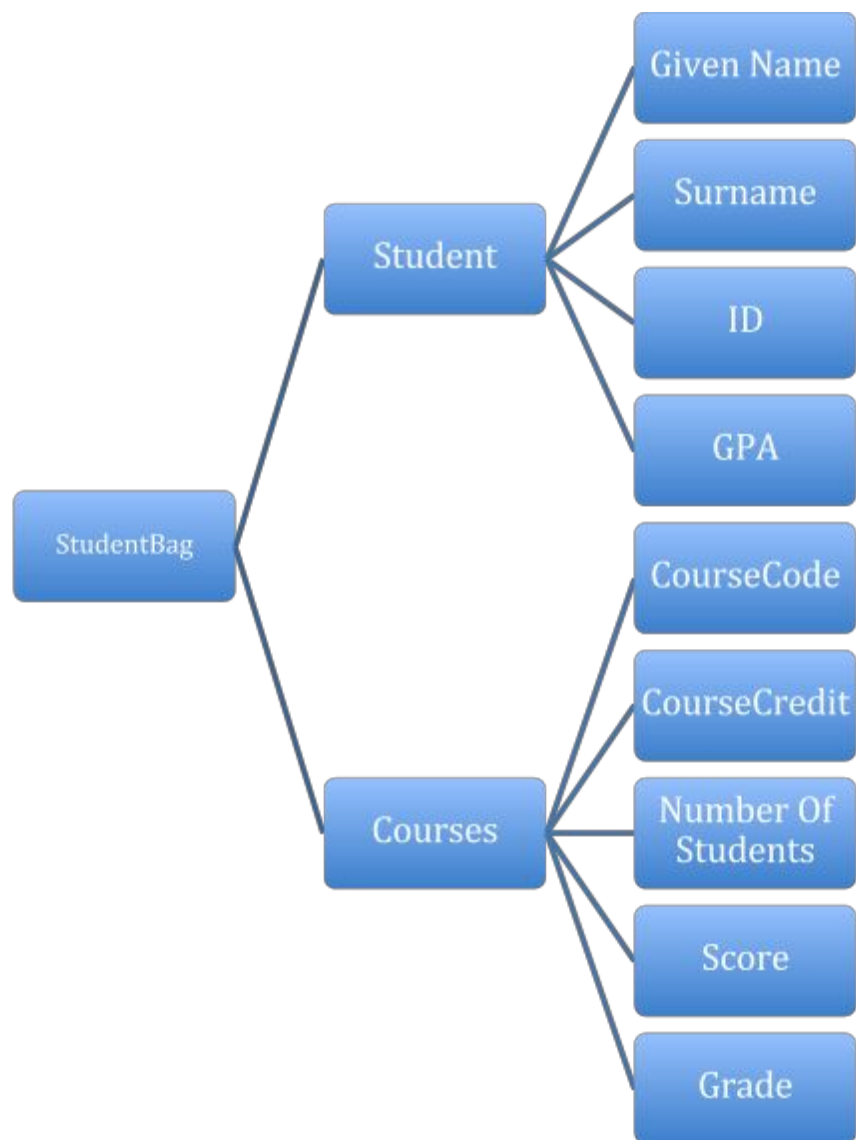 Given Name
Surname
Student
ID
GPA
StudentBag
CourseCode
CourseCredit
Courses
Number Of
Students
Score
Grade